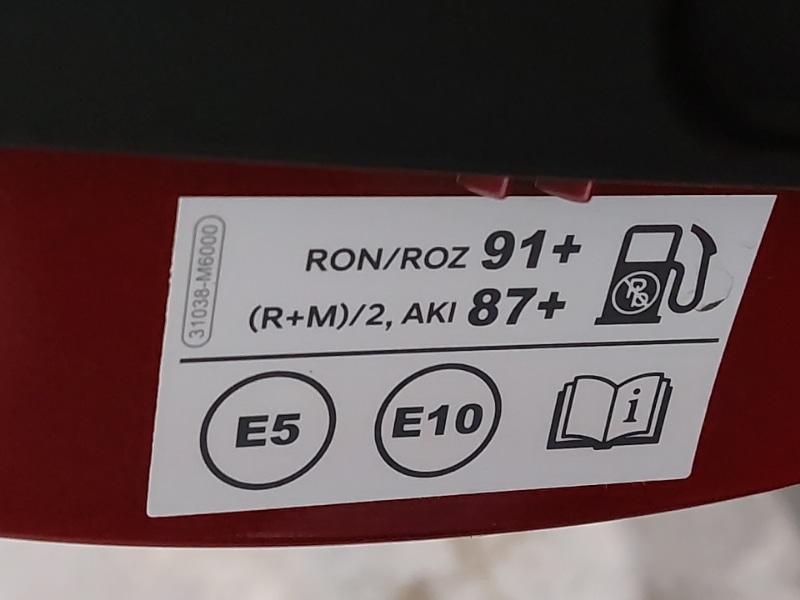 31038-M6000
RON/ROZ 91+
(R+M)/2, AKI 87+
Pb
E5
E10
i